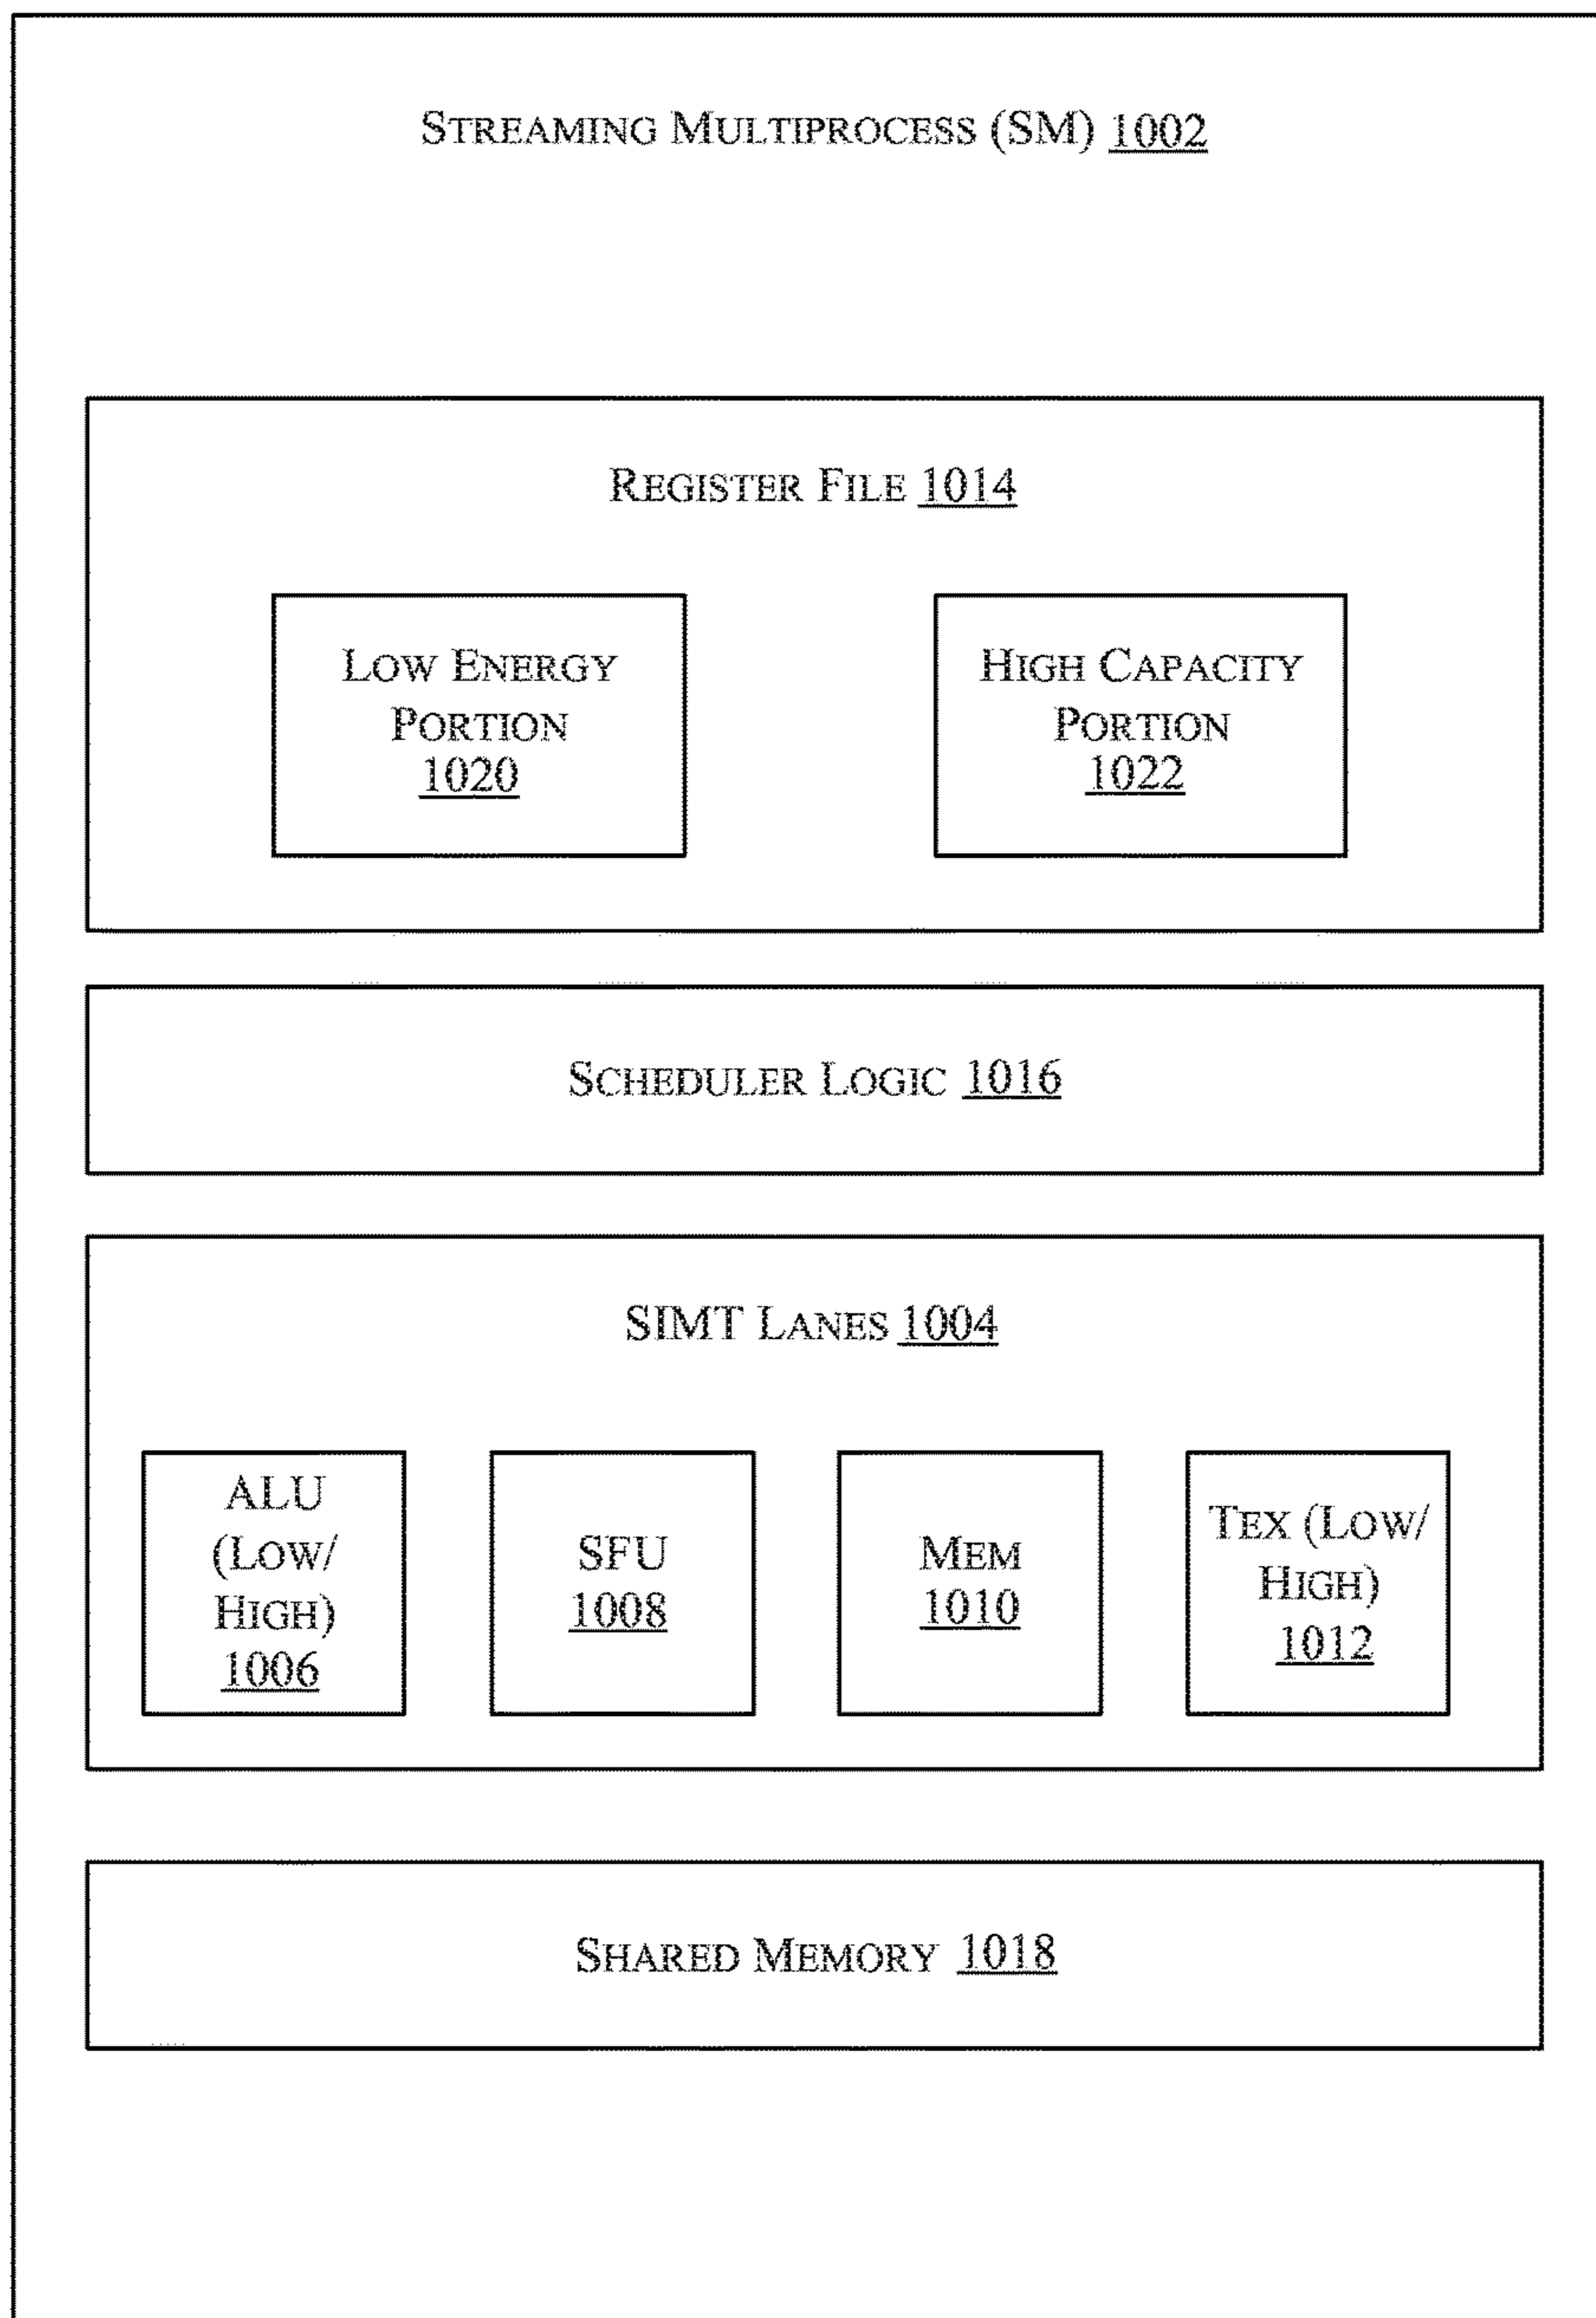 STREAMING MULTIPROCESS (SM) 1002
REGISTER FILE 1014
LOW ENERGY
PORTION
1020
HIGH CAPACITY
PORTION
1022
SCHEDULER LOGIC 1016
SIMT LANES 1004
ALU
(LOW/
HIGH)
1006
SFU
1008
MEM
1010
TEX (LOW/
HIGH)
1012
SHARED MEMORY 1018